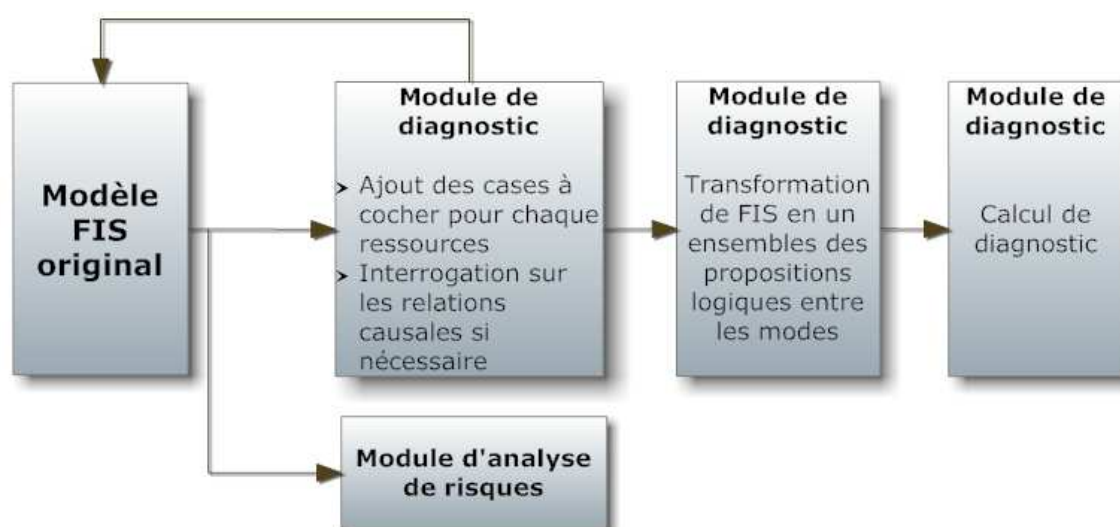 Modèle
FIS
original
Module de
diagnostic
➤ Ajout des cases à
cocher pour chaque
ressources
➤ Interrogation sur
les relations
causales si
nécessaire
Module de
diagnostic
Transformation
de FIS en un
ensembles des
propositions
logiques entre
les modes
Module de
diagnostic
Calcul de
diagnostic
Module d'analyse
de risques